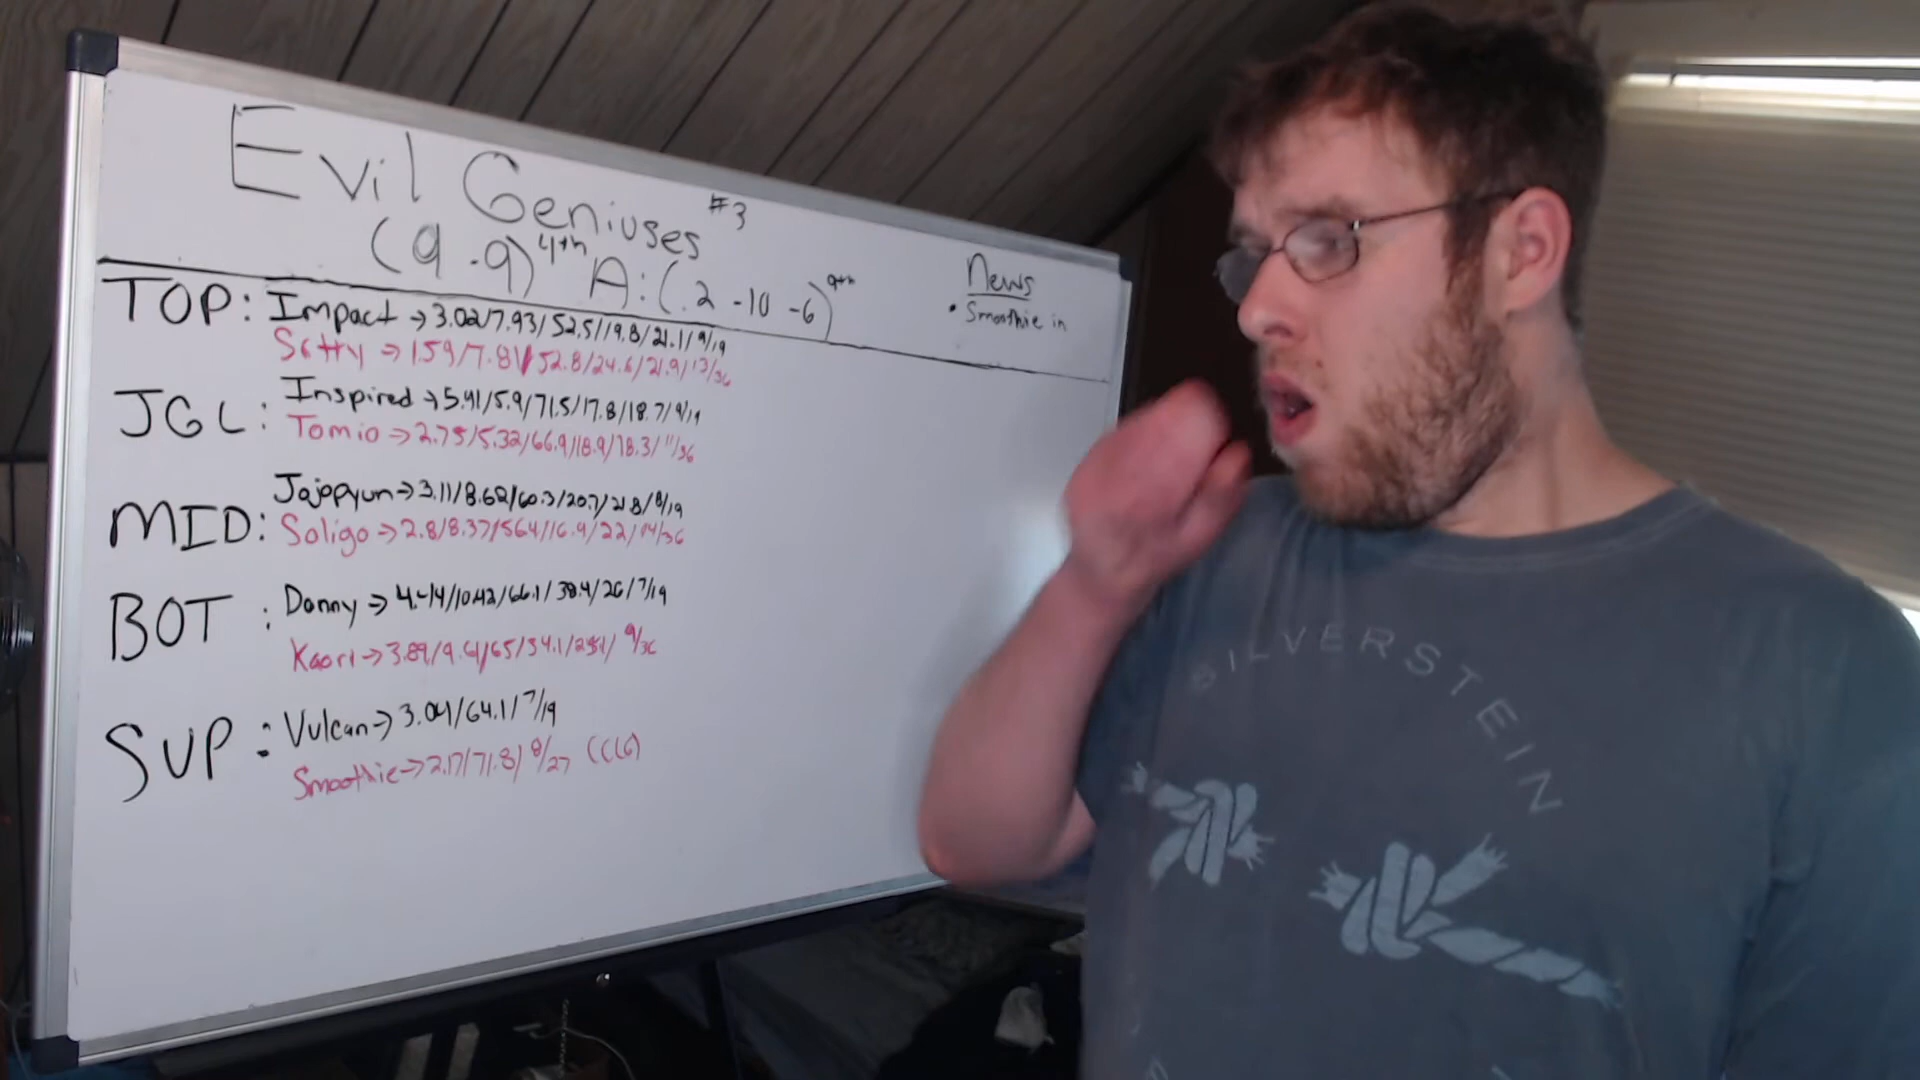 Evil Geniuses #3
(9-9) 4th A: (2-10-6) 9th
News
• Smoothie in
TOP: Impact → 3.02/7.93/52.5/19.8/21.1/9/19
S6tty → 1.59/7.81/52.8/24.6/21.9/13/36
JGL: Inspired → 5.41/5.9/71.5/17.8/18.7/9/19
Tomio → 2.75/5.32/66.9/18.9/18.3/11/36
MID: Jojopyun → 3.11/8.62/60.3/20.7/21.8/8/19
Soligo → 2.8/8.37/56.4/16.9/22/14/36
BOT: Danny → 4.14/10.42/66.1/38.4/26/7/19
Kaori → 3.89/9.61/65/34.1/ 9/36
SUP: Vulcan → 3.04/64.1/7/19
Smoothie → 2.17/71.8/8/27 (CLG)
SILVERSTEIN